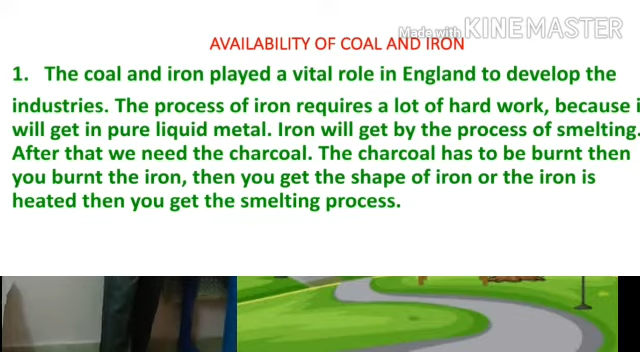 Made with KINEMASTER
AVAILABILITY OF COAL AND IRON
1. The coal and iron played a vital role in England to develop the
industries. The process of iron requires a lot of hard work, because i
will get in pure liquid metal. Iron will get by the process of smelting.
After that we need the charcoal. The charcoal has to be burnt then
you burnt the iron, then you get the shape of iron or the iron is
heated then you get the smelting process.